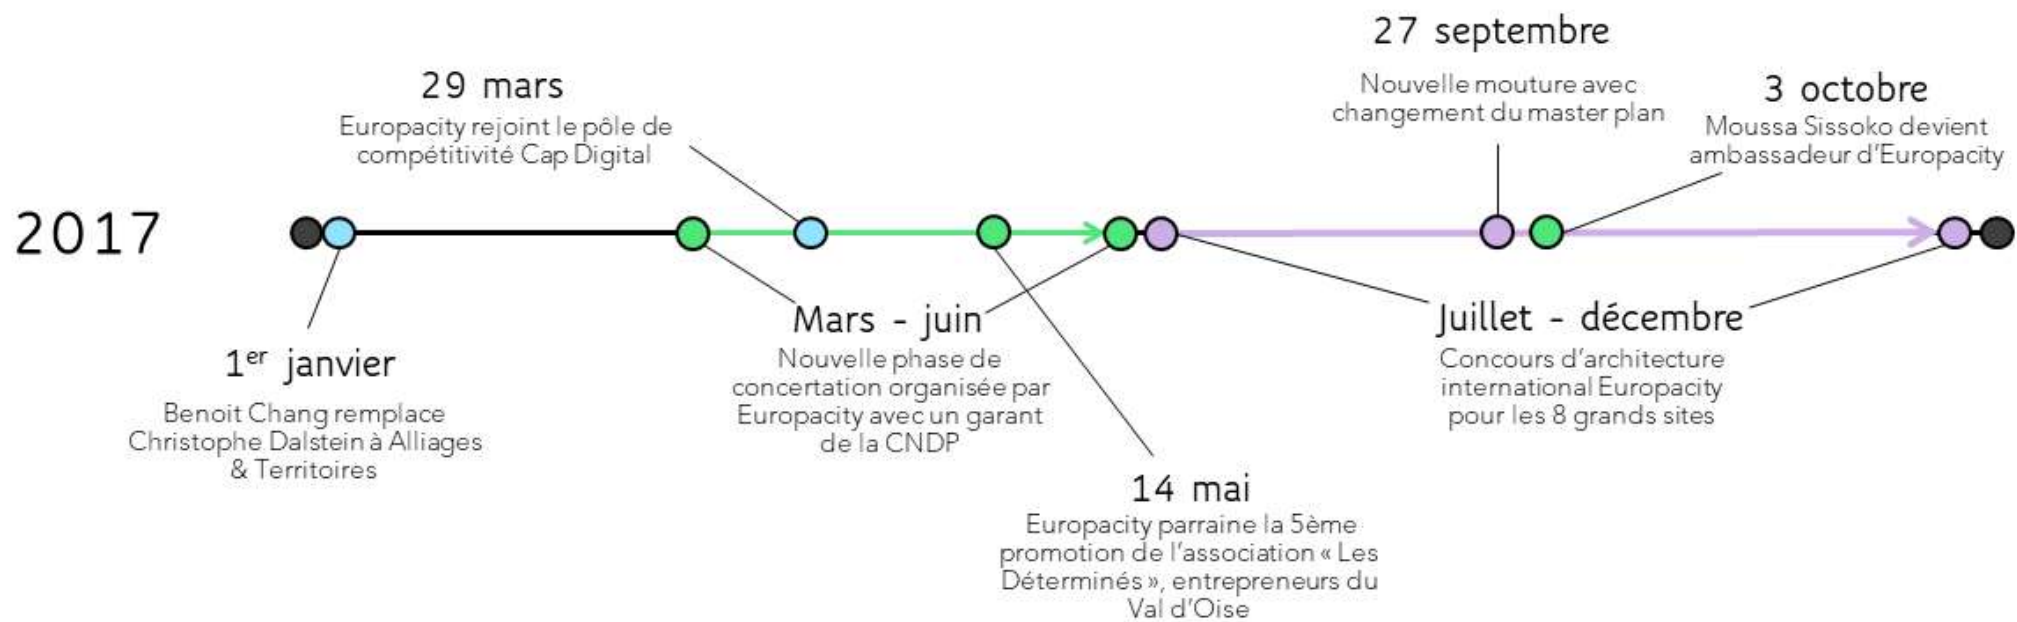 2017
1er janvier
Benoit Chang remplace
Christophe Dalstein à Alliages
& Territoires
29 mars
Europacity rejoint le pôle de
compétitivité Cap Digital
Mars - juin
Nouvelle phase de
concertation organisée par
Europacity avec un garant
de la CNDP
14 mai
Europacity parraine la 5ème
promotion de l'association « Les
Déterminés », entrepreneurs du
Val d'Oise
27 septembre
Nouvelle mouture avec
changement du master plan
3 octobre
Moussa Sissoko devient
ambassadeur d'Europacity
Juillet - décembre
Concours d'architecture
international Europacity
pour les 8 grands sites